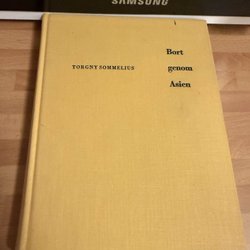 SAMSUNG
Bort
TORGNY SOMMELIUS
genom
Asien